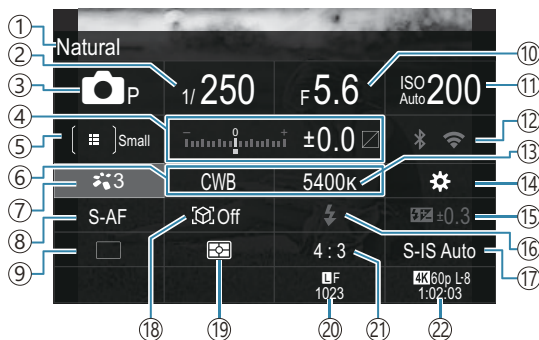 ① Natural
② 1/250
⑩ F5.6
③ P
ISO Auto 200 ⑪
④ − 0 + ±0.0
⑤ Small
⑫
⑥ CWB 5400K ⑬
⑦ 3
⑭
⑧ S-AF
Off
±0.3 ⑮
⑨
4:3
⑯
S-IS Auto ⑰
LF
1023
4K 60p L-8
1:02:03
⑱ ⑲ ⑳ ㉑ ㉒